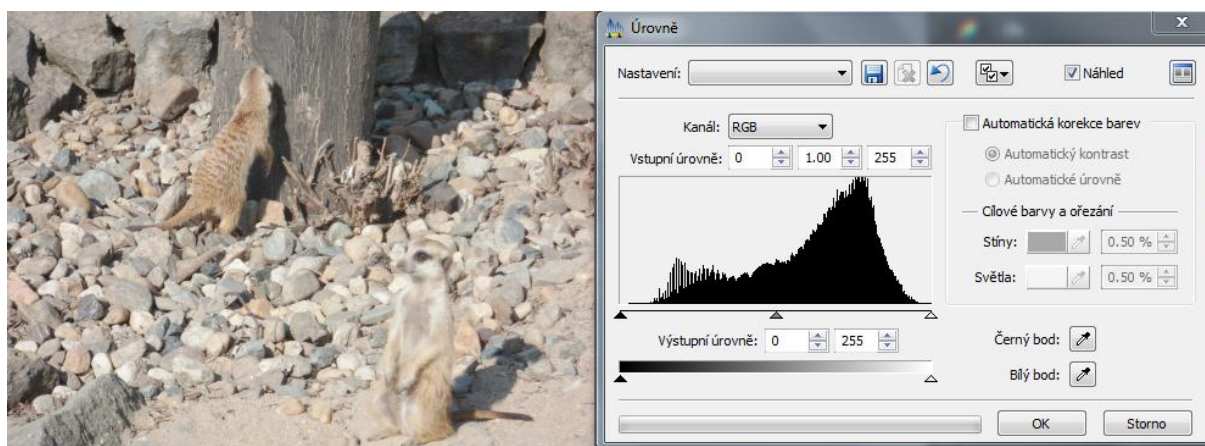 Úrovně
Nastavení:
Náhled
Kanál: RGB
Automatická korekce barev
Vstupní úrovně: 0 1.00 255
Automatický kontrast
Automatické úrovně
Cílové barvy a ořezání
Stíny: 0.50 %
Světla: 0.50 %
Výstupní úrovně: 0 255
Černý bod:
Bílý bod:
OK Storno